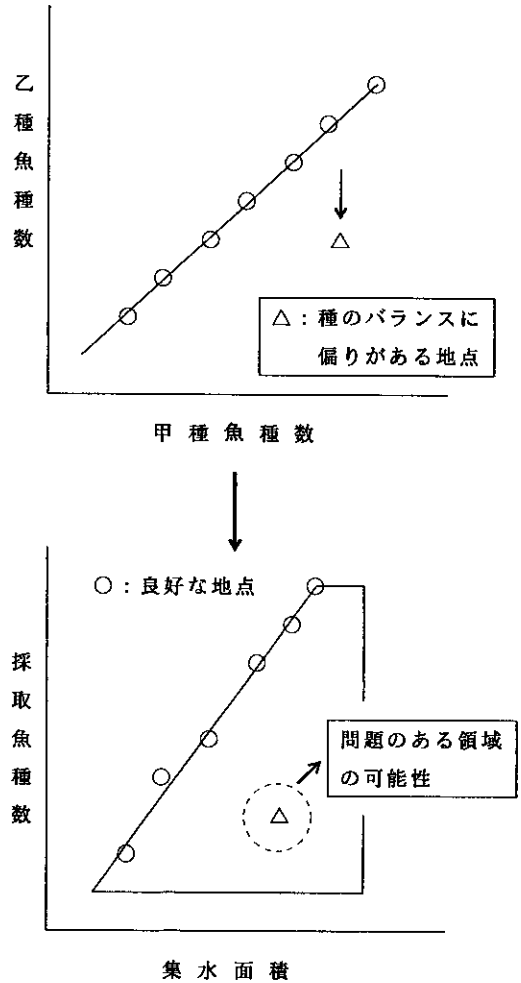 乙種魚種数
△：種のバランスに
偏りがある地点
甲種魚種数
○：良好な地点
採取魚種数
問題のある領域
の可能性
集水面積